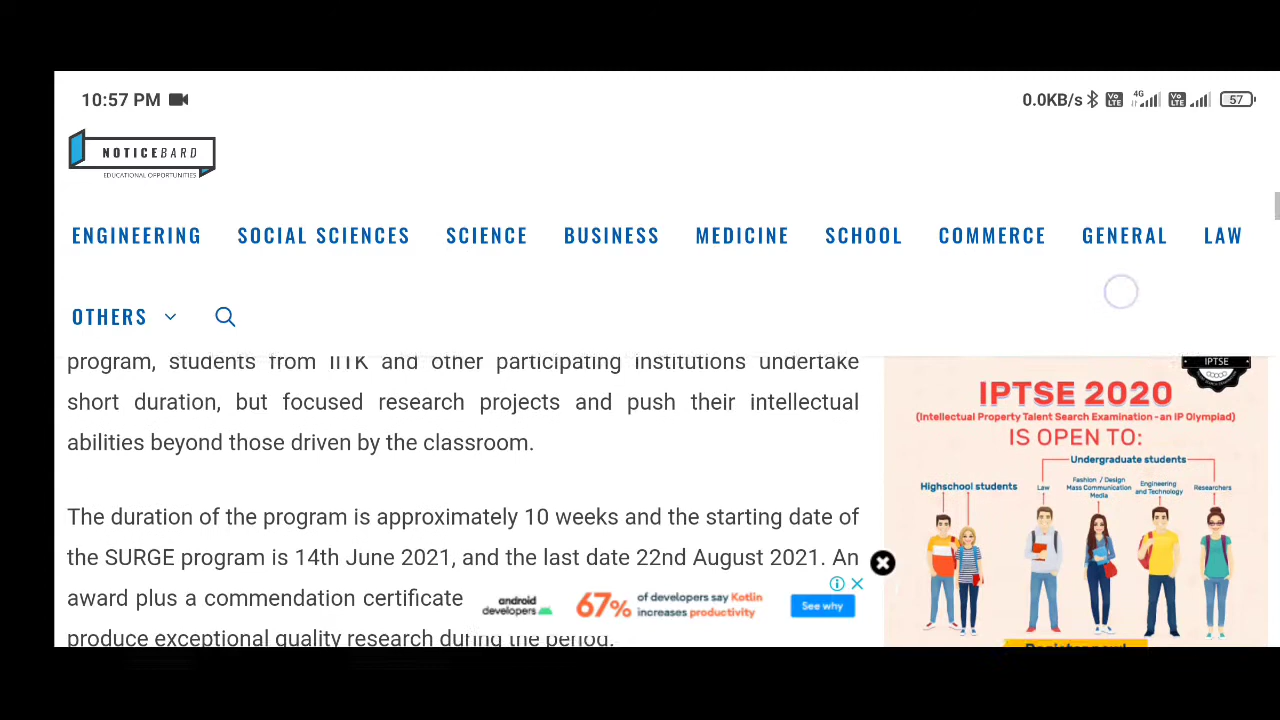 10:57 PM
0.0KB/s Vo LTE 4G Vo LTE 57
NOTICEBARD
EDUCATIONAL OPPORTUNITIES
ENGINEERING SOCIAL SCIENCES SCIENCE BUSINESS MEDICINE SCHOOL COMMERCE GENERAL LAW
OTHERS
program, students from IITK and other participating institutions undertake
short duration, but focused research projects and push their intellectual
abilities beyond those driven by the classroom.
The duration of the program is approximately 10 weeks and the starting date of
the SURGE program is 14th June 2021, and the last date 22nd August 2021. An
award plus a commendation certificate
produce exceptional quality research during the period.
android
developers
67% of developers say Kotlin
increases productivity
See why
IPTSE
IPTSE 2020
(Intellectual Property Talent Search Examination - an IP Olympiad)
IS OPEN TO:
Undergraduate students
Highschool students
Law
Fashion / Design
Mass Communication
Media
Engineering
and Technology
Researchers